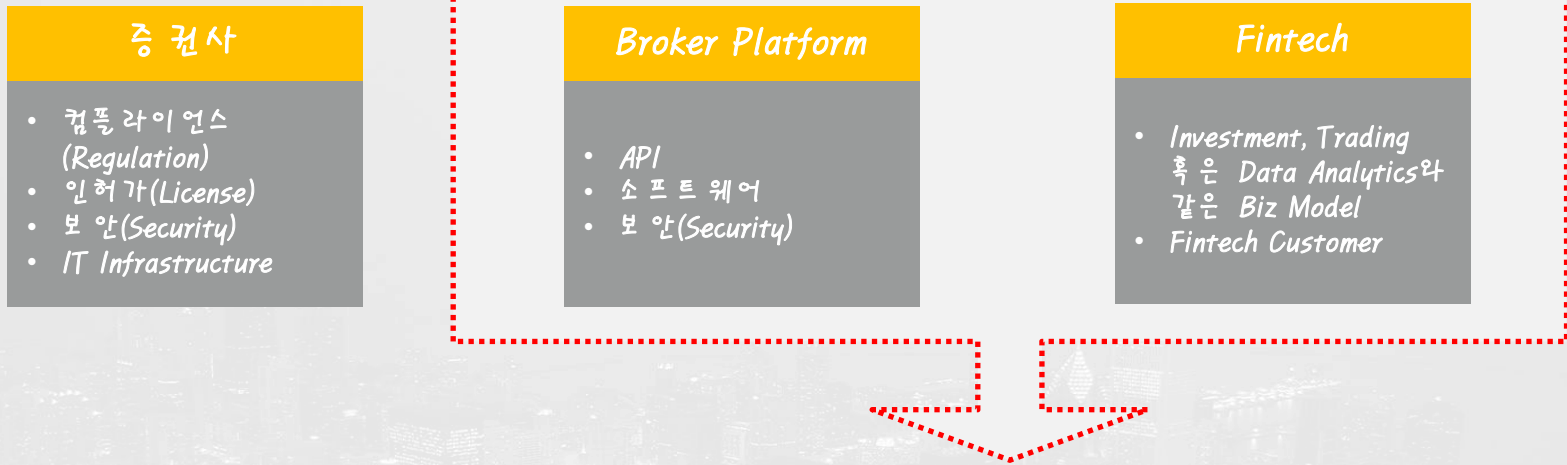 증권사
• 컴플라이언스
(Regulation)
• 인허가(License)
• 보안(Security)
• IT Infrastructure
Broker Platform
• API
• 소프트웨어
• 보안(Security)
Fintech
• Investment, Trading
혹은 Data Analytics와
같은 Biz Model
• Fintech Customer